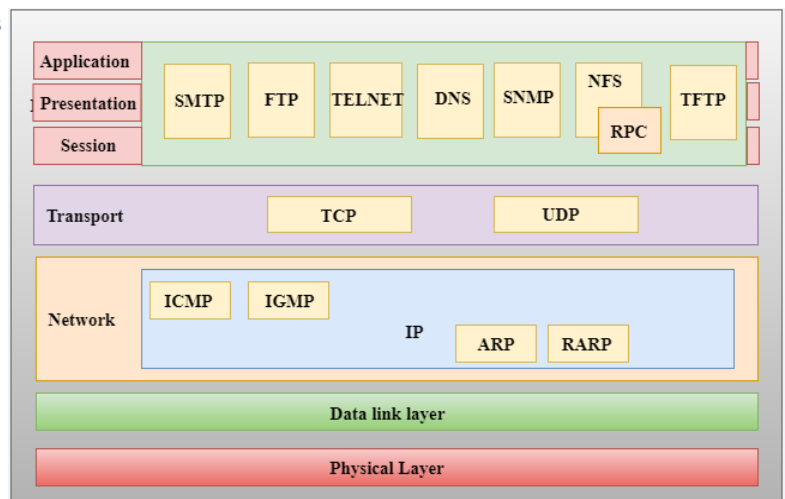 Application
Presentation
Session
SMTP
FTP
TELNET
DNS
SNMP
NFS
RPC
TFTP
Transport
TCP
UDP
Network
ICMP
IGMP
IP
ARP
RARP
Data link layer
Physical Layer